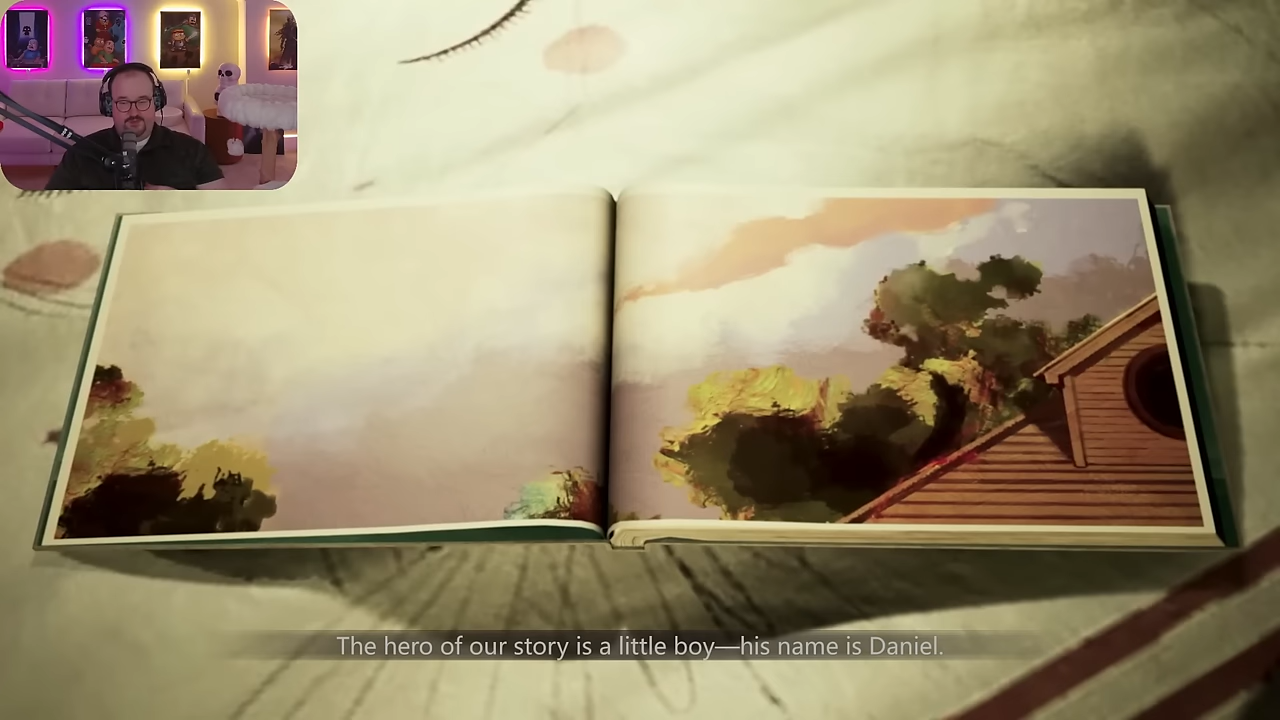 The hero of our story is a little boy—his name is Daniel.